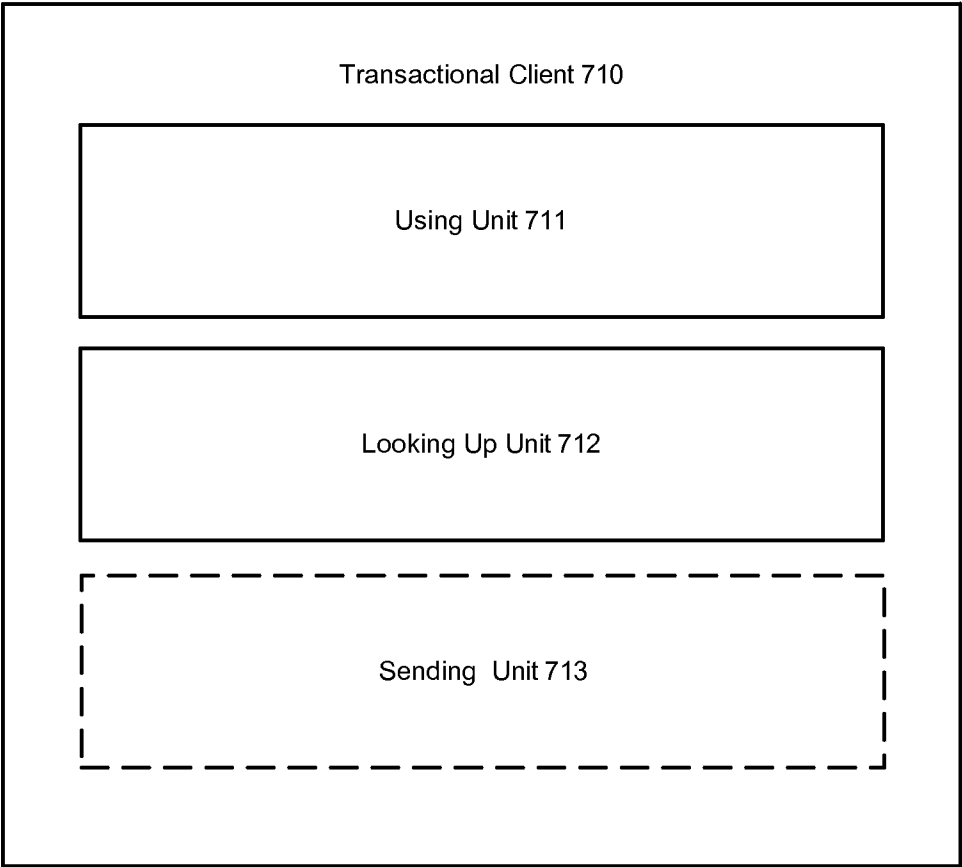 Transactional Client 710
Using Unit 711
Looking Up Unit 712
Sending Unit 713